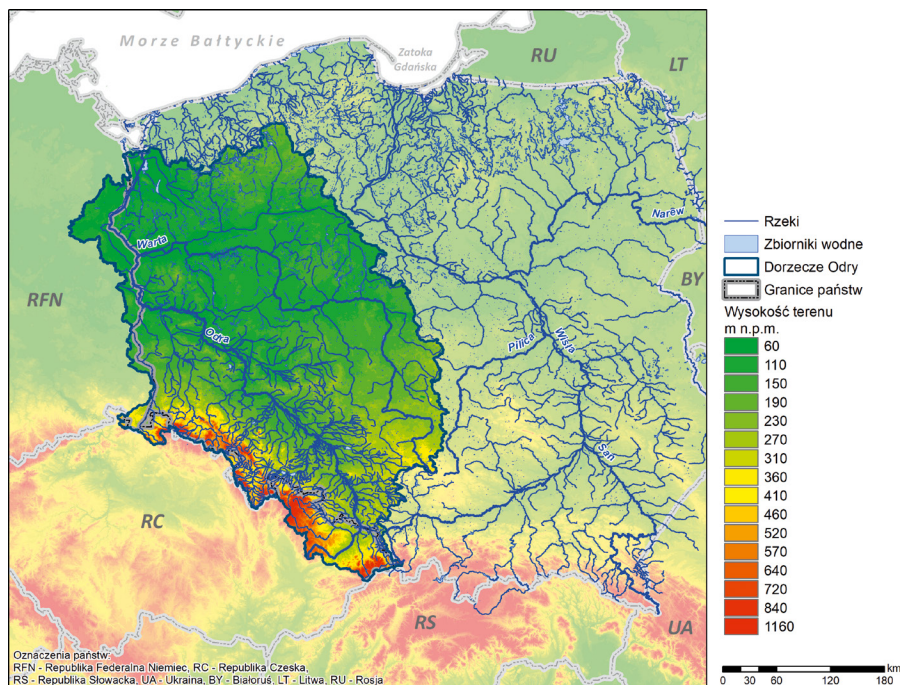 Morze Bałtyckie
Zatoka
Gdańska
RU
LT
Narew
BY
RFN
Warta
Odra
Pilica
Wisła
San
RC
RS
UA
Oznaczenia państw:
RFN - Republika Federalna Niemiec, RC - Republika Czeska,
RS - Republika Słowacka, UA - Ukraina, BY - Białoruś, LT - Litwa, RU - Rosja
Rzeki
Zbiorniki wodne
Dorzecze Odry
Granice państw
Wysokość terenu
m n.p.m.
60
110
150
190
230
270
310
360
410
460
520
570
640
720
840
1160
km
0 30 60 120 180